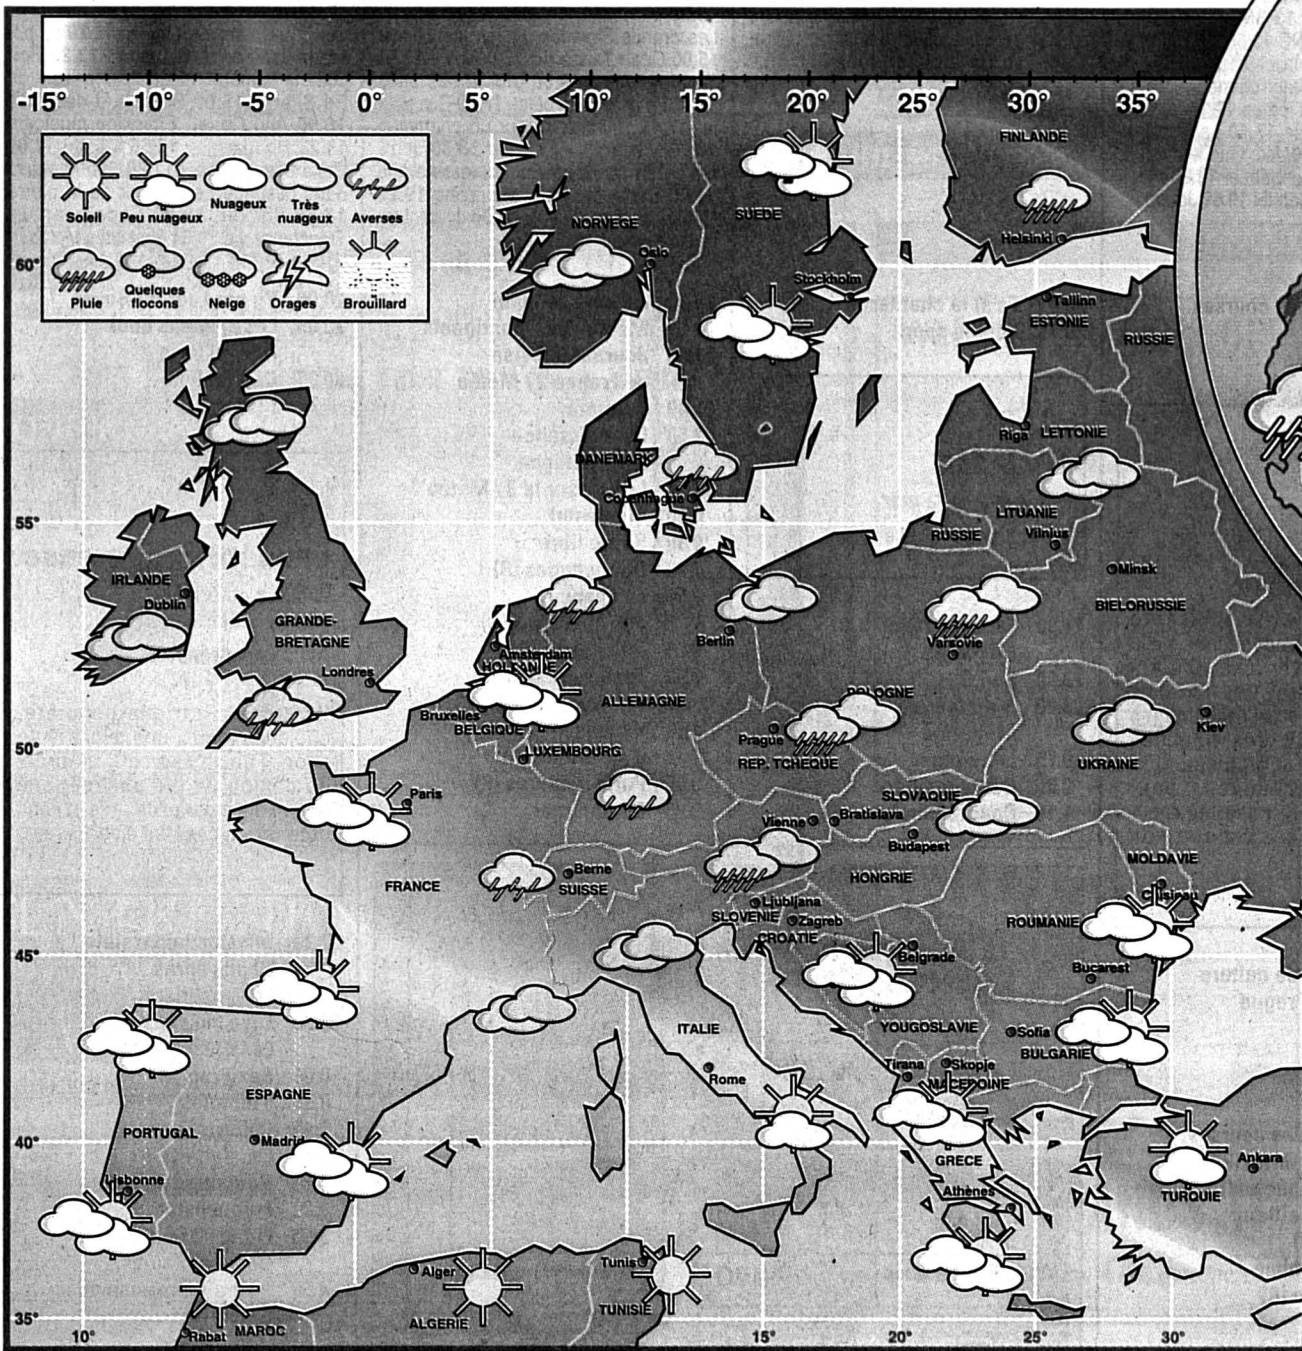 -15° -10° -5° 0° 5° 10° 15° 20° 25° 30° 35°
Soleil
Peu nuageux
Nuageux
Très
nuageux
Averses
Pluie
Quelques
flocons
Neige
Orages
Brouillard
FINLANDE
NORVEGE
SUEDE
Helsinki
Oslo
60°
Stockholm
Tallinn
ESTONIE
RUSSIE
Riga
LETTONIE
DANEMARK
Copenhague
LITUANIE
55°
RUSSIE
Vilnius
IRLANDE
Minsk
Dublin
BIELORUSSIE
GRANDE-
BRETAGNE
Berlin
Varsovie
Amsterdam
HOLLANDE
Londres
ALLEMAGNE
POLOGNE
Bruxelles
BELGIQUE
Kiev
50°
LUXEMBOURG
Prague
REP. TCHEQUE
UKRAINE
Paris
SLOVAQUIE
Vienne
Bratislava
Budapest
MOLDAVIE
Berne
SUISSE
FRANCE
HONGRIE
Chisinau
Ljubljana
SLOVENIE
Zagreb
ROUMANIE
CROATIE
45°
Belgrade
Bucarest
ITALIE
YOUGOSLAVIE
Sofia
BULGARIE
Tirana
Skopje
MACEDOINE
Rome
ESPAGNE
PORTUGAL
40°
Madrid
GRECE
Ankara
Lisbonne
Athènes
TURQUIE
Tunis
Alger
35°
MAROC
ALGERIE
TUNISIE
10°
Rabat
15°
20°
25°
30°